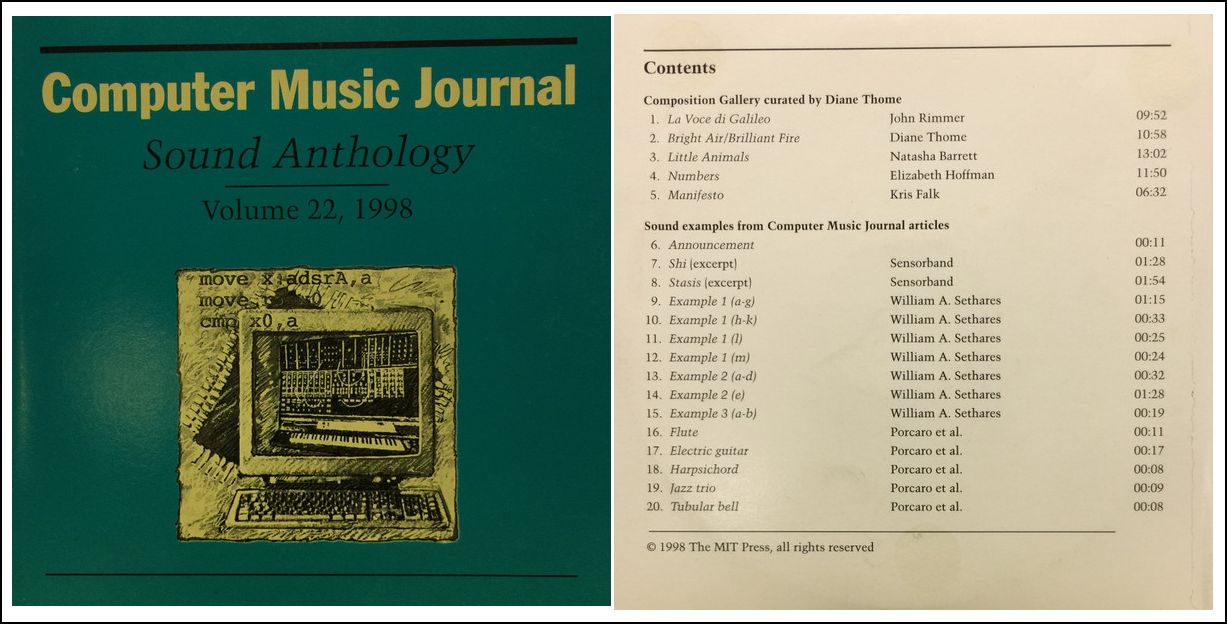 Computer Music Journal
Sound Anthology
Volume 22, 1998
move x:adsrA,a
move
cmp x0,a
Contents
Composition Gallery curated by Diane Thome
1. La Voce di Galileo John Rimmer 09:52
2. Bright Air/Brilliant Fire Diane Thome 10:58
3. Little Animals Natasha Barrett 13:02
4. Numbers Elizabeth Hoffman 11:50
5. Manifesto Kris Falk 06:32
Sound examples from Computer Music Journal articles
6. Announcement 00:11
7. Shi (excerpt) Sensorband 01:28
8. Stasis (excerpt) Sensorband 01:54
9. Example 1 (a-g) William A. Sethares 01:15
10. Example 1 (h-k) William A. Sethares 00:33
11. Example 1 (l) William A. Sethares 00:25
12. Example 1 (m) William A. Sethares 00:24
13. Example 2 (a-d) William A. Sethares 00:32
14. Example 2 (e) William A. Sethares 01:28
15. Example 3 (a-b) William A. Sethares 00:19
16. Flute Porcaro et al. 00:11
17. Electric guitar Porcaro et al. 00:17
18. Harpsichord Porcaro et al. 00:08
19. Jazz trio Porcaro et al. 00:09
20. Tubular bell Porcaro et al. 00:08
© 1998 The MIT Press, all rights reserved